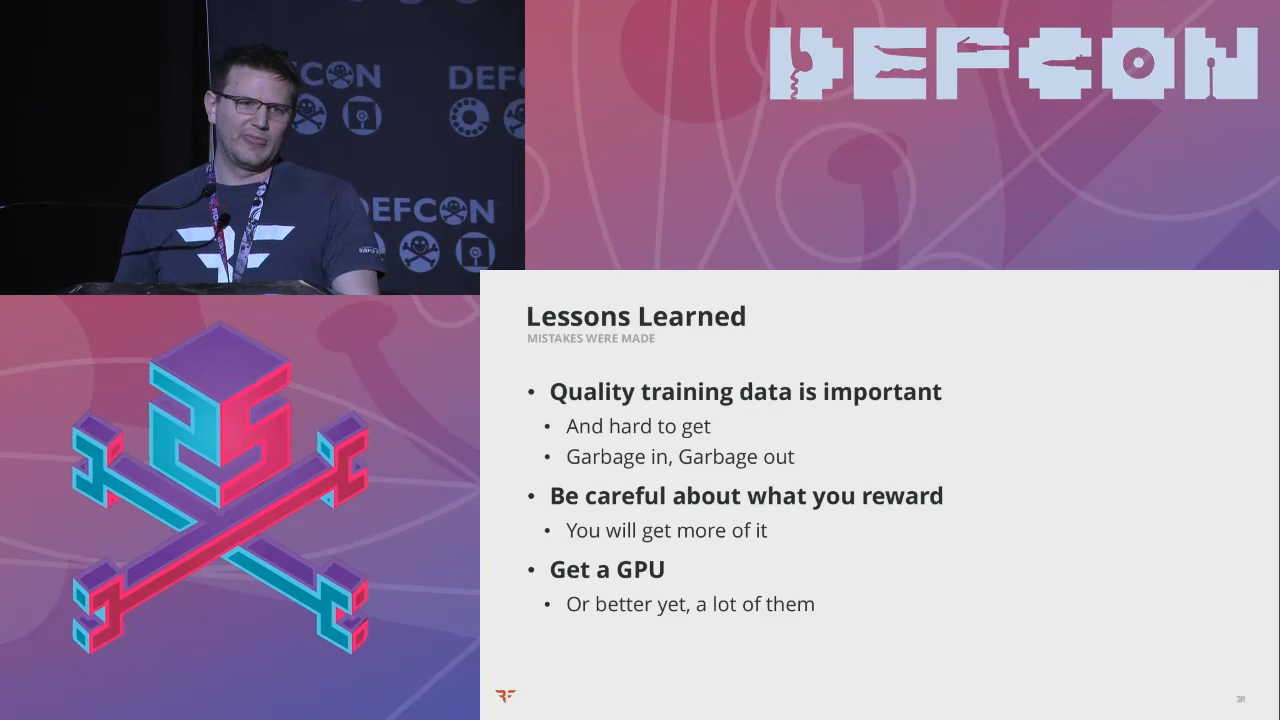 DEFCON
DEFCON
DEFCON
Lessons Learned
MISTAKES WERE MADE
• Quality training data is important
• And hard to get
• Garbage in, Garbage out
• Be careful about what you reward
• You will get more of it
• Get a GPU
• Or better yet, a lot of them